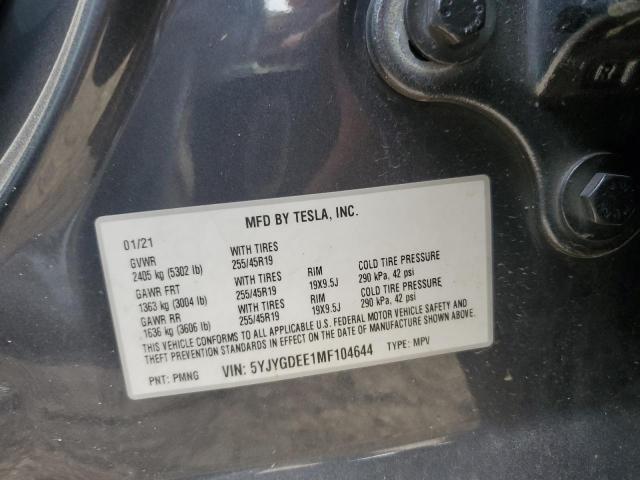 MFD BY TESLA, INC.
01/21
GVWR WITH TIRES
2405 kg (5302 lb) 255/45R19
GAWR FRT WITH TIRES RIM COLD TIRE PRESSURE
1363 kg (3004 lb) 255/45R19 19X9.5J 290 kPa, 42 psi
GAWR RR WITH TIRES RIM COLD TIRE PRESSURE
1636 kg (3606 lb) 255/45R19 19X9.5J 290 kPa, 42 psi
THIS VEHICLE CONFORMS TO ALL APPLICABLE U.S. FEDERAL MOTOR VEHICLE SAFETY AND
THEFT PREVENTION STANDARDS IN EFFECT ON THE DATE OF MANUFACTURE SHOWN ABOVE.
PNT: PMNG VIN: 5YJYGDEE1MF104644 TYPE: MPV